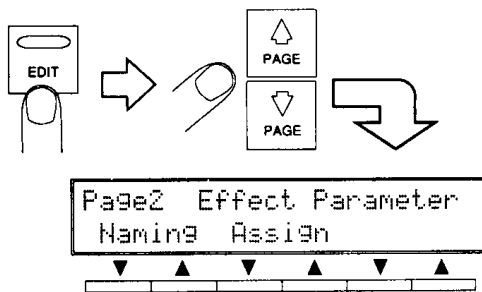 EDIT
PAGE
PAGE
Page2 Effect Parameter
Naming Assign